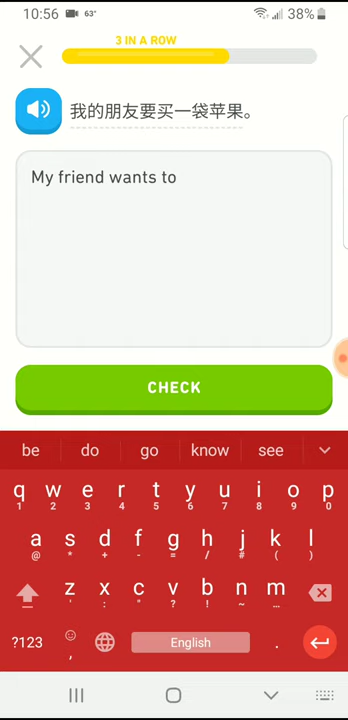 10:56 63° 38%
3 IN A ROW
我的朋友要买一袋苹果。
My friend wants to
CHECK
be do go know see
q w e r t y u i o p
1 2 3 4 5 6 7 8 9 0
a s d f g h j k l
@ * + - = / # ( )
z x c v b n m
' : " ? ! ~ …
?123 , English .